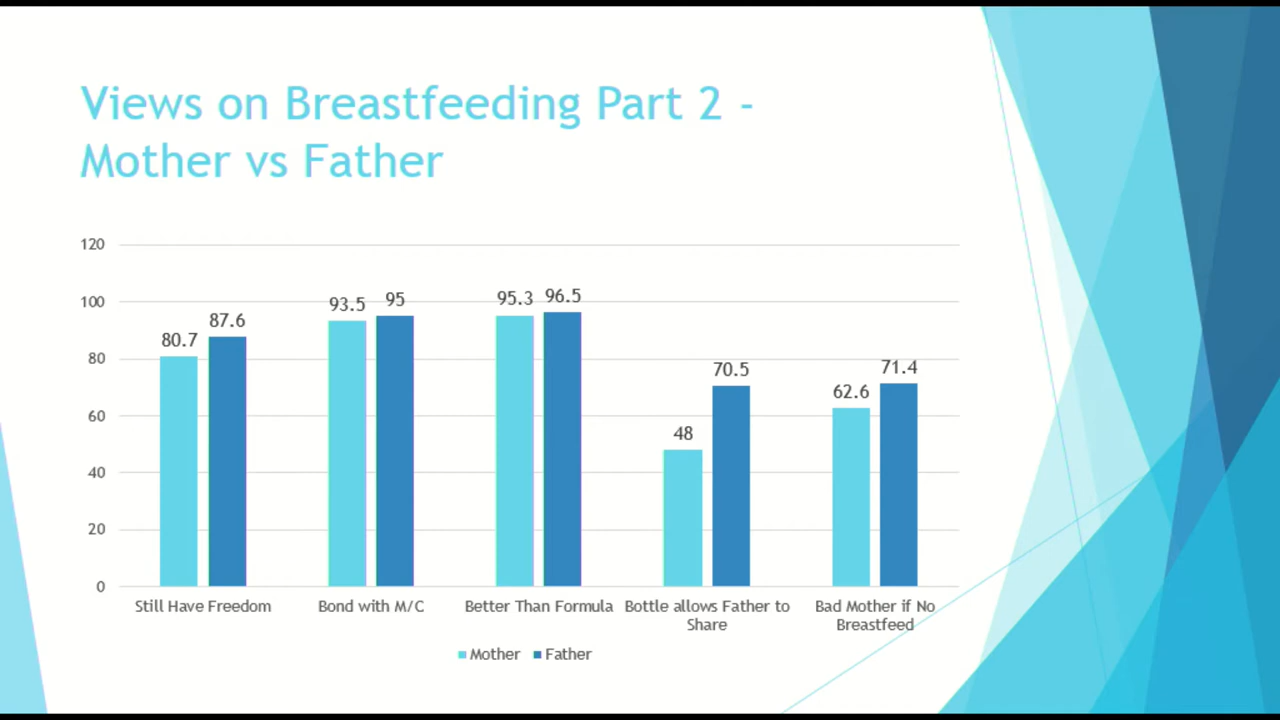 Views on Breastfeeding Part 2 -
Mother vs Father
120
100
80
60
40
20
0
80.7
87.6
93.5
95
95.3
96.5
48
70.5
62.6
71.4
Still Have Freedom
Bond with M/C
Better Than Formula
Bottle allows Father to
Share
Bad Mother if No
Breastfeed
Mother
Father